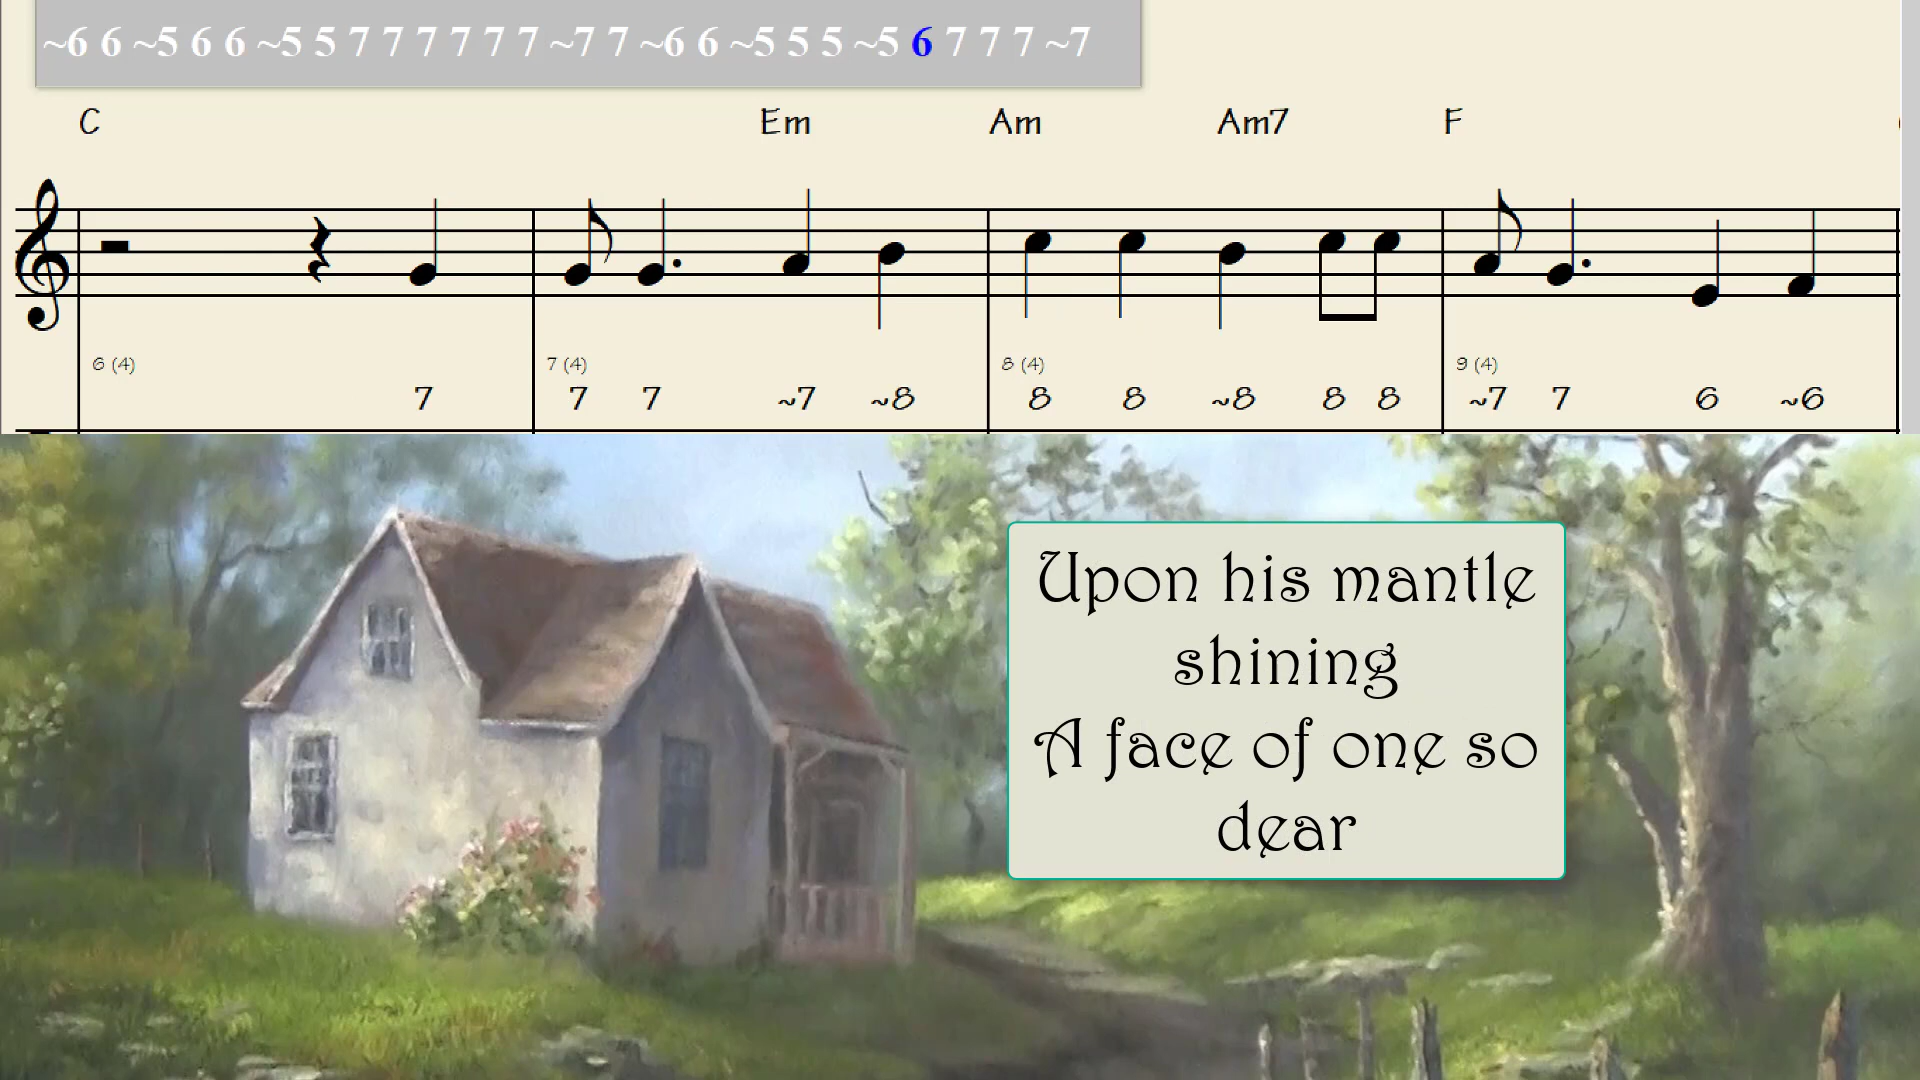 ~6 6 ~5 6 6 ~5 5 7 7 7 7 7 7 ~7 7 ~6 6 ~5 5 5 ~5 6 7 7 7 ~7
C Em Am Am7 F
6 (4) 7 (4) 8 (4) 9 (4)
7 7 7 ~7 ~8 8 8 ~8 8 8 ~7 7 6 ~6
Upon his mantle
shining
A face of one so
dear